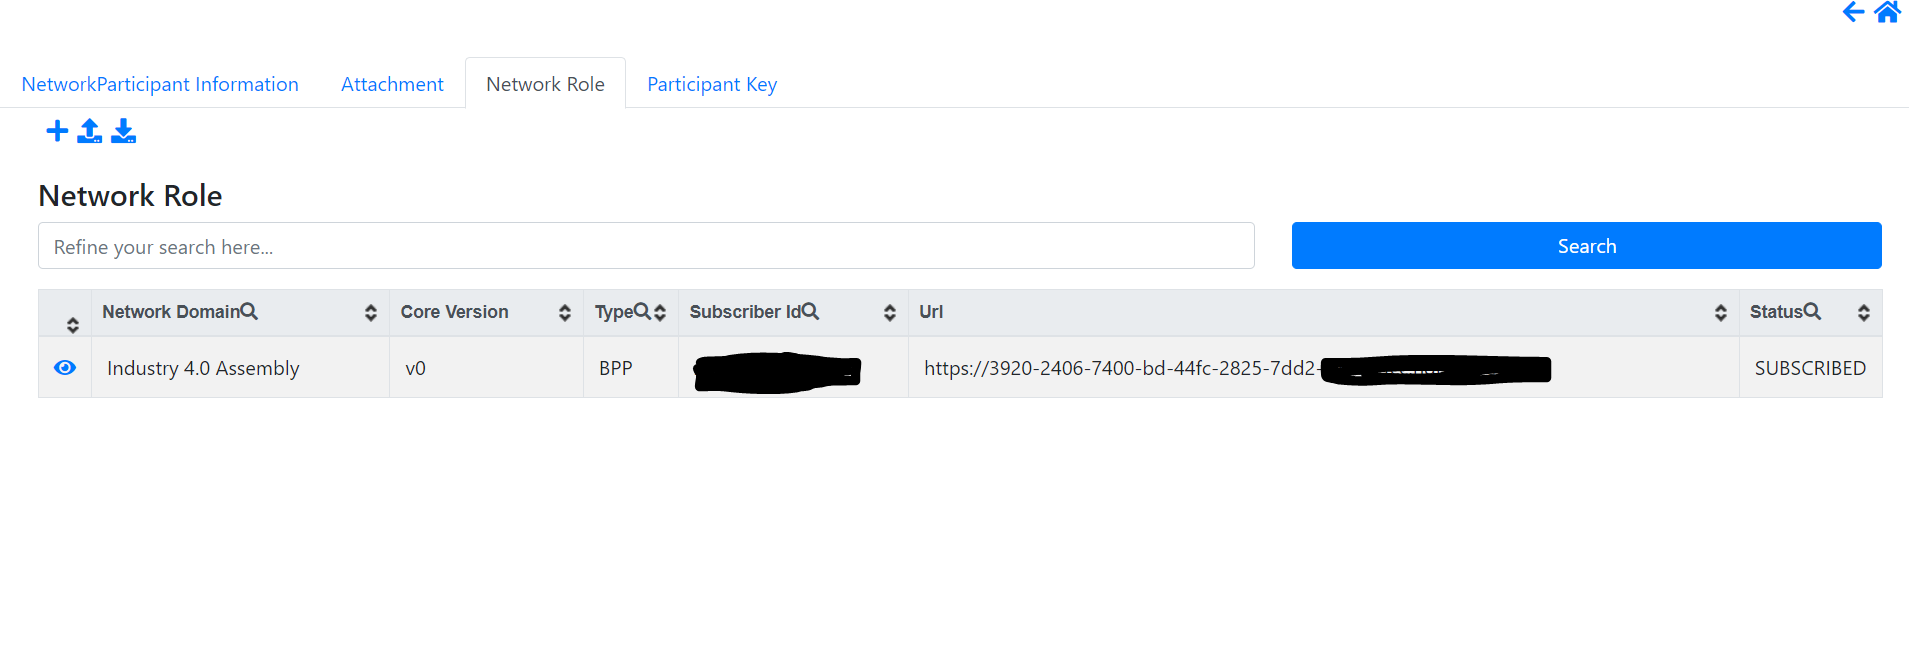 NetworkParticipant Information Attachment Network Role Participant Key
Network Role
Refine your search here... Search
Network Domain Core Version Type Subscriber Id Url Status
Industry 4.0 Assembly v0 BPP https://3920-2406-7400-bd-44fc-2825-7dd2- SUBSCRIBED